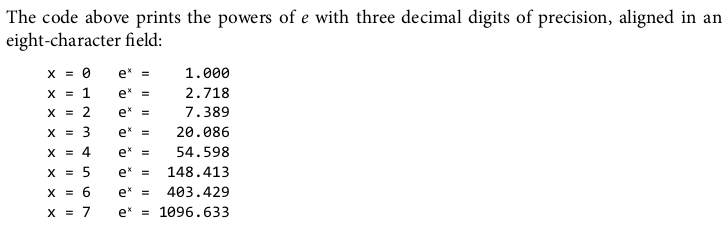 The code above prints the powers of e with three decimal digits of precision, aligned in an
eight-character field:
x = 0   eˣ =    1.000
x = 1   eˣ =    2.718
x = 2   eˣ =    7.389
x = 3   eˣ =   20.086
x = 4   eˣ =   54.598
x = 5   eˣ =  148.413
x = 6   eˣ =  403.429
x = 7   eˣ = 1096.633